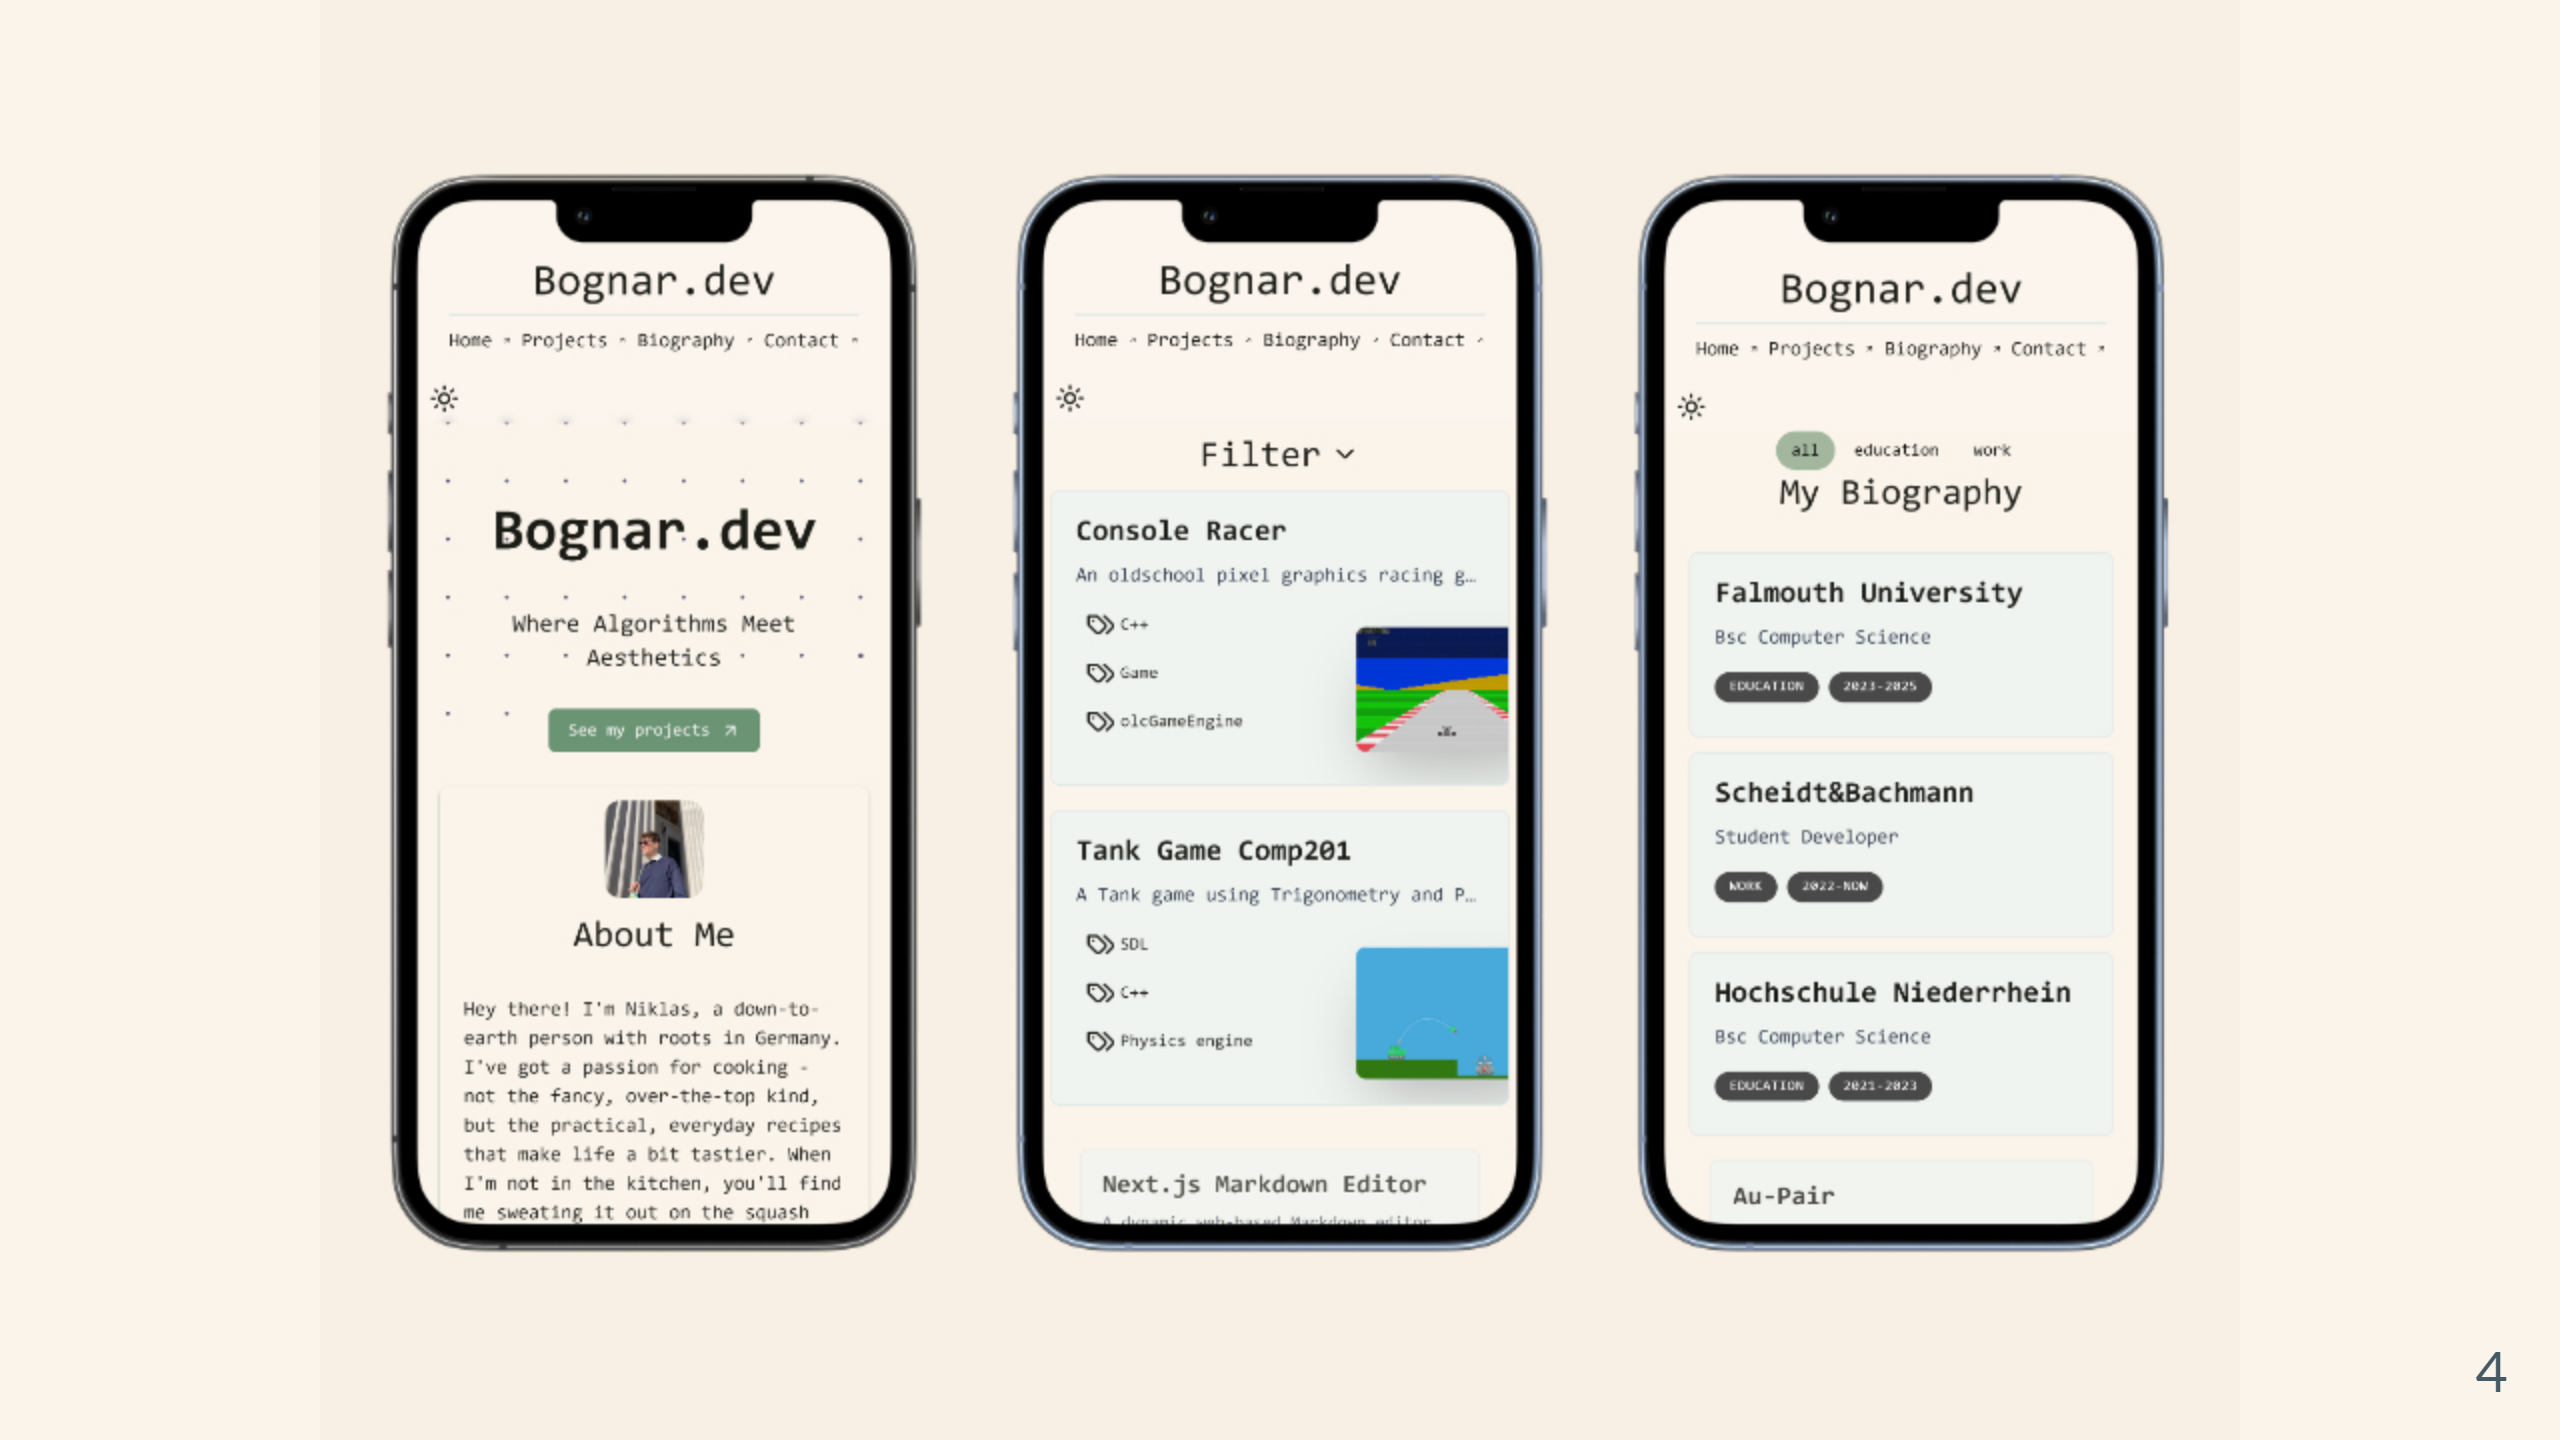 Bognar.dev
Home Projects Biography Contact
Bognar.dev
Where Algorithms Meet
Aesthetics
See my projects
About Me
Hey there! I'm Niklas, a down-to-
earth person with roots in Germany.
I've got a passion for cooking -
not the fancy, over-the-top kind,
but the practical, everyday recipes
that make life a bit tastier. When
I'm not in the kitchen, you'll find
me sweating it out on the squash
Bognar.dev
Home Projects Biography Contact
Filter
Console Racer
An oldschool pixel graphics racing g…
C++
Game
olcGameEngine
Tank Game Comp201
A Tank game using Trigonometry and P…
SDL
C++
Physics engine
Next.js Markdown Editor
A dynamic web-based Markdown editor
Bognar.dev
Home Projects Biography Contact
all education work
My Biography
Falmouth University
Bsc Computer Science
EDUCATION 2023-2025
Scheidt&Bachmann
Student Developer
WORK 2022-NOW
Hochschule Niederrhein
Bsc Computer Science
EDUCATION 2021-2023
Au-Pair
4